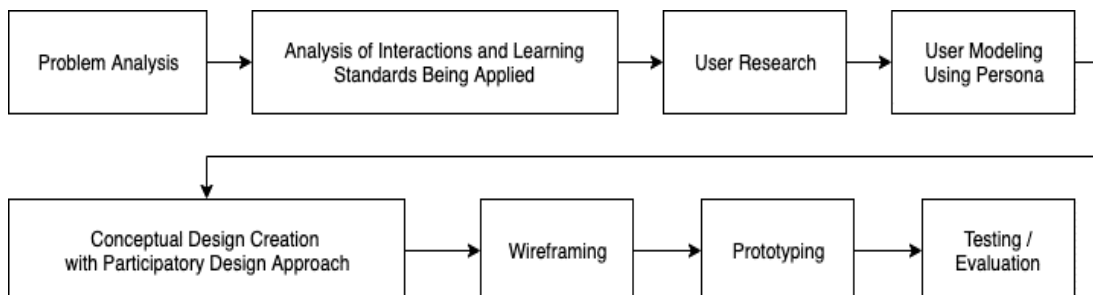 Problem Analysis
Analysis of Interactions and Learning
Standards Being Applied
User Research
User Modeling
Using Persona
Conceptual Design Creation
with Participatory Design Approach
Wireframing
Prototyping
Testing /
Evaluation